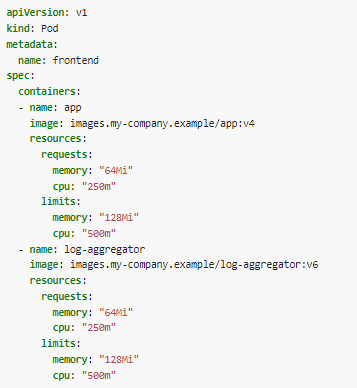 apiVersion: v1
kind: Pod
metadata:
  name: frontend
spec:
  containers:
  - name: app
    image: images.my-company.example/app:v4
    resources:
      requests:
        memory: "64Mi"
        cpu: "250m"
      limits:
        memory: "128Mi"
        cpu: "500m"
  - name: log-aggregator
    image: images.my-company.example/log-aggregator:v6
    resources:
      requests:
        memory: "64Mi"
        cpu: "250m"
      limits:
        memory: "128Mi"
        cpu: "500m"